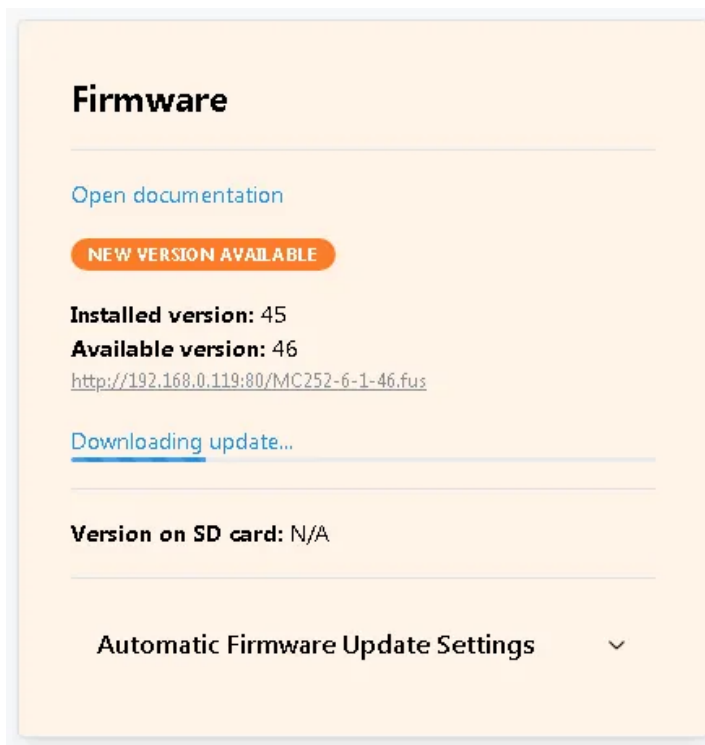 Firmware
Open documentation
NEW VERSION AVAILABLE
Installed version: 45
Available version: 46
http://192.168.0.119:80/MC252-6-1-46.fus
Downloading update...
Version on SD card: N/A
Automatic Firmware Update Settings